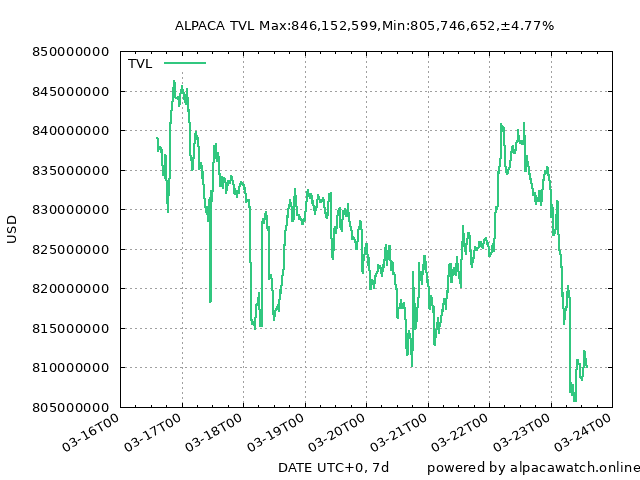 ALPACA TVL Max:846,152,599,Min:805,746,652,±4.77%
TVL
850000000
845000000
840000000
835000000
830000000
825000000
820000000
815000000
810000000
805000000
USD
03-16T00
03-17T00
03-18T00
03-19T00
03-20T00
03-21T00
03-22T00
03-23T00
03-24T00
DATE UTC+0, 7d
powered by alpacawatch.online